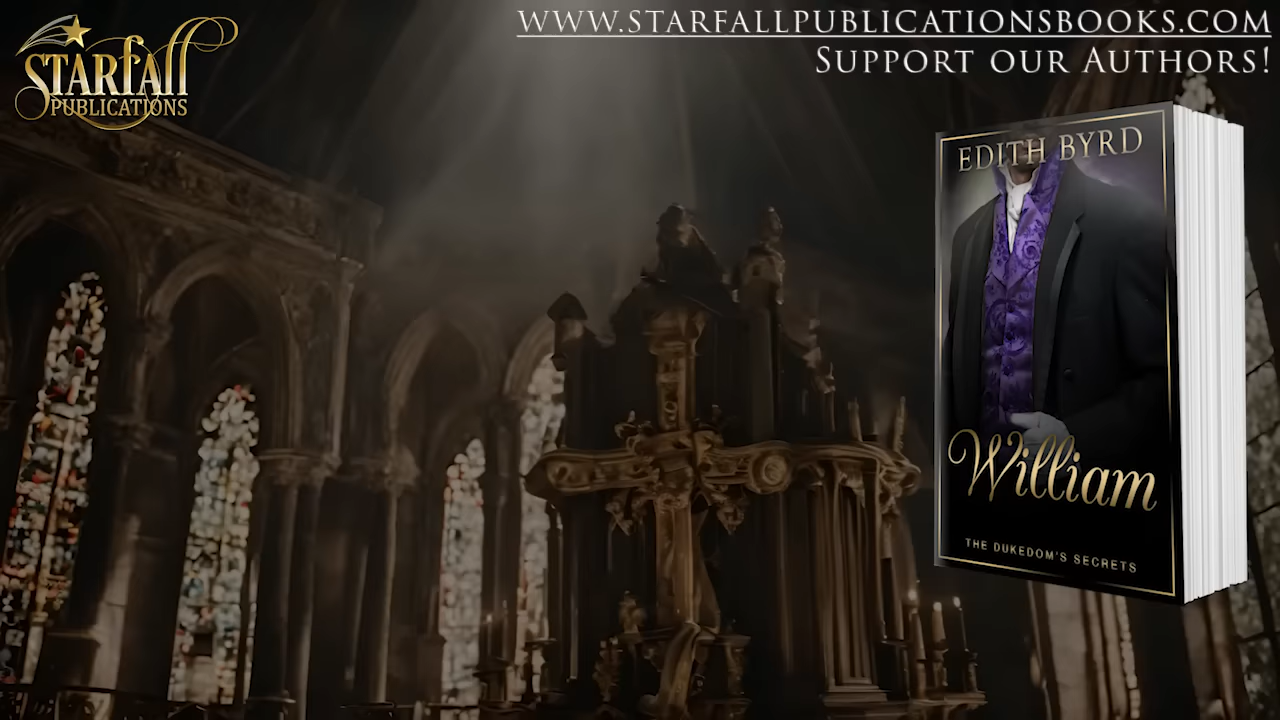 STARfall
PUBLICATIONS
WWW.STARFALLPUBLICATIONSBOOKS.COM
SUPPORT OUR AUTHORS!
EDITH BYRD
William
THE DUKEDOM'S SECRETS